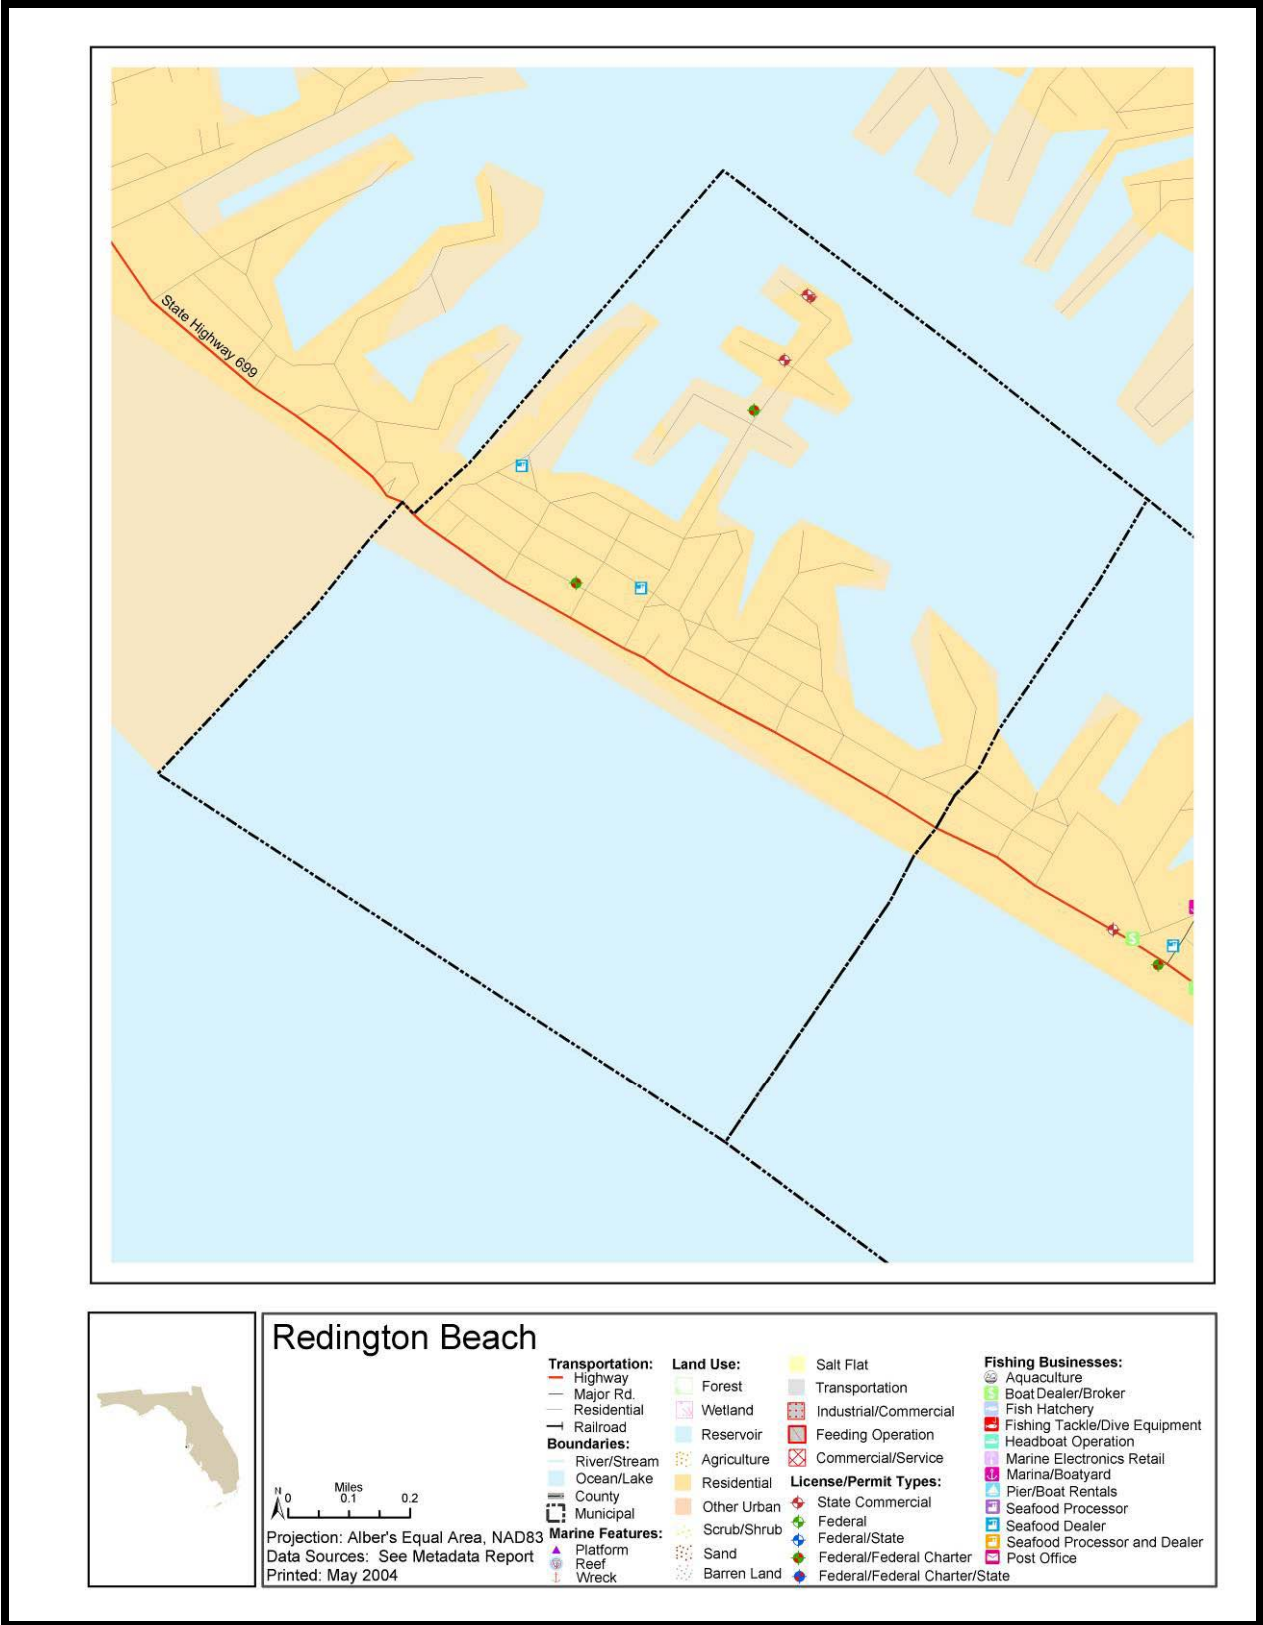 State Highway 699
Redington Beach
Transportation:
Highway
Major Rd.
Residential
Railroad
Boundaries:
River/Stream
Ocean/Lake
County
Municipal
Marine Features:
Platform
Reef
Wreck
Land Use:
Forest
Wetland
Reservoir
Agriculture
Residential
Other Urban
Scrub/Shrub
Sand
Barren Land
Salt Flat
Transportation
Industrial/Commercial
Feeding Operation
Commercial/Service
License/Permit Types:
State Commercial
Federal
Federal/State
Federal/Federal Charter
Federal/Federal Charter/State
Fishing Businesses:
Aquaculture
Boat Dealer/Broker
Fish Hatchery
Fishing Tackle/Dive Equipment
Headboat Operation
Marine Electronics Retail
Marina/Boatyard
Pier/Boat Rentals
Seafood Processor
Seafood Dealer
Seafood Processor and Dealer
Post Office
N
Miles
0 0.1 0.2
Projection: Alber's Equal Area, NAD83
Data Sources: See Metadata Report
Printed: May 2004